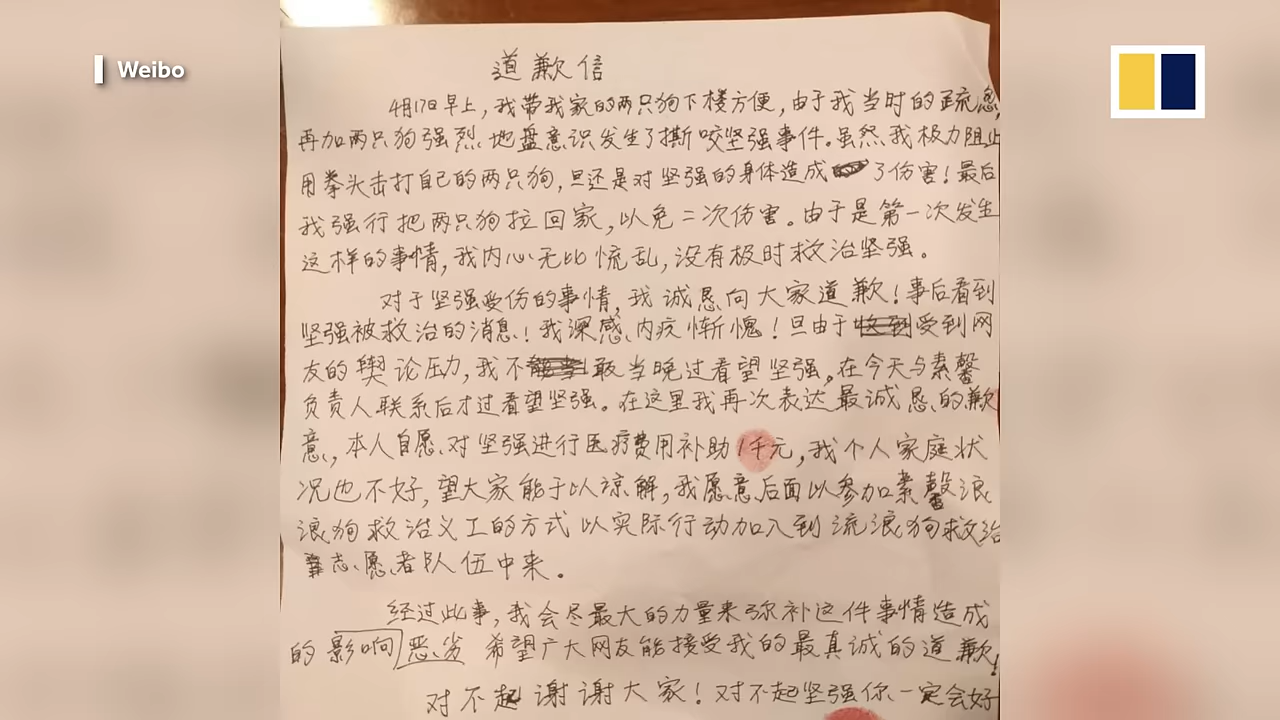 Weibo
道歉信
4月17日早上，我带我家的两只狗下楼方便，由于我当时的疏忽，
再加两只狗强烈地盘意识发生了撕咬坚强事件。虽然我极力阻止
用拳头击打自己的两只狗，但还是对坚强的身体造成了伤害！最后
我强行把两只狗拉回家，以免二次伤害。由于是第一次发生
这样的事情，我内心无比慌乱，没有极时救治坚强。
对于坚强受伤的事情，我诚恳向大家道歉！事后看到
坚强被救治的消息！我深感内疚惭愧！但由于受到网
友的舆论压力，我不敢当晚过看望坚强。在今天与素馨
负责人联系后才过看望坚强。在这里我再次表达最诚恳的歉
意，本人自愿对坚强进行医疗费用补助1千元，我个人家庭状
况也不好，望大家能于以谅解，我愿意后面以参加素馨浪
浪狗救治义工的方式以实际行动加入到流浪狗救治
志愿者队伍中来。
经过此事，我会尽最大的力量来弥补这件事情造成
的影响恶劣 希望广大网友能接受我的最真诚的道歉！
对不起谢谢大家！对不起坚强你一定会好